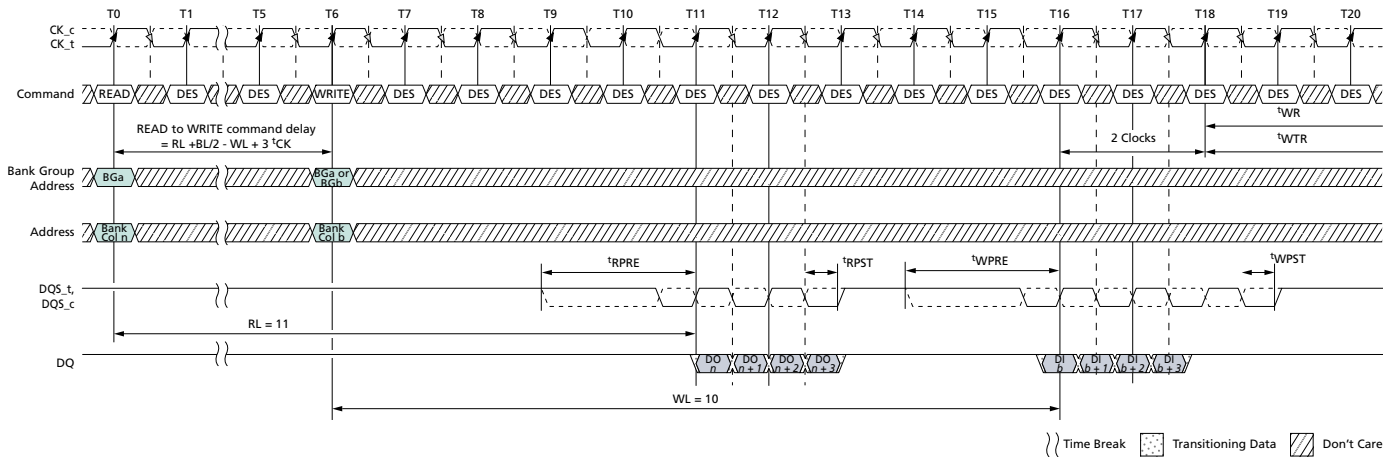 T0 T1 T5 T6 T7 T8 T9 T10 T11 T12 T13 T14 T15 T16 T17 T18 T19 T20
CK_c
CK_t
Command READ DES DES WRITE DES DES DES DES DES DES DES DES DES DES DES DES DES DES
tWR
READ to WRITE command delay
= RL +BL/2 - WL + 3 tCK
2 Clocks
tWTR
Bank Group
Address
BGa
BGa or
BGb
Address
Bank
Col n
Bank
Col b
tRPRE tRPST tWPRE tWPST
DQS_t,
DQS_c
RL = 11
DQ
DO
n
DO
n + 1
DO
n + 2
DO
n + 3
DI
b
DI
b + 1
DI
b + 2
DI
b + 3
WL = 10
Time Break Transitioning Data Don't Care